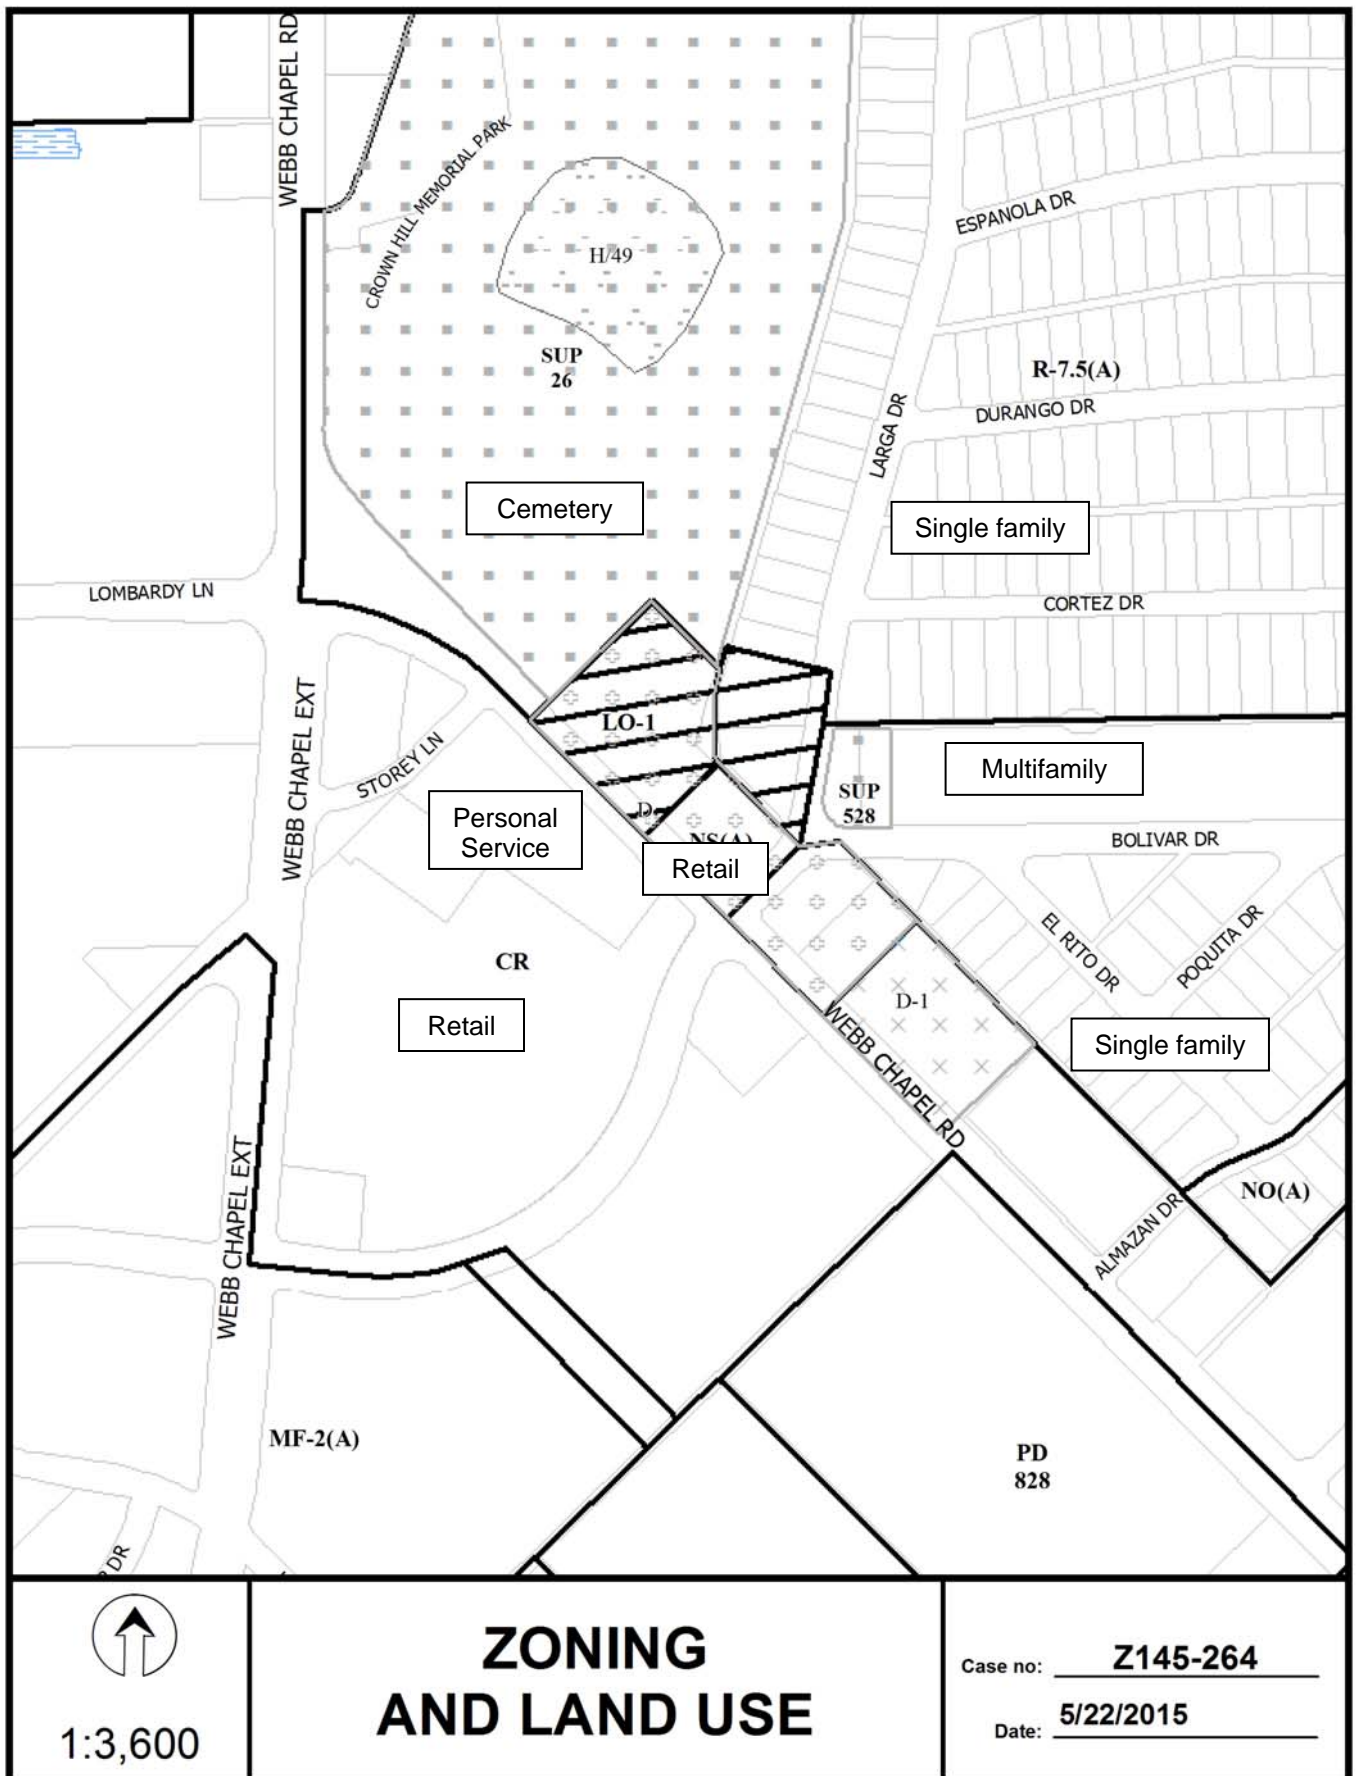 WEBB CHAPEL RD
CROWN HILL MEMORIAL PARK
H/49
ESPANOLA DR
SUP
26
R-7.5(A)
DURANGO DR
LARGA DR
Cemetery
Single family
LOMBARDY LN
CORTEZ DR
WEBB CHAPEL EXT
STOREY LN
LO-1
D
Multifamily
SUP
528
Personal
Service
NS(A)
Retail
BOLIVAR DR
EL RITO DR
POQUITA DR
CR
Retail
D-1
WEBB CHAPEL RD
Single family
WEBB CHAPEL EXT
NO(A)
ALMAZAN DR
MF-2(A)
PD
828
DR
1:3,600
ZONING
AND LAND USE
Case no: Z145-264
Date: 5/22/2015